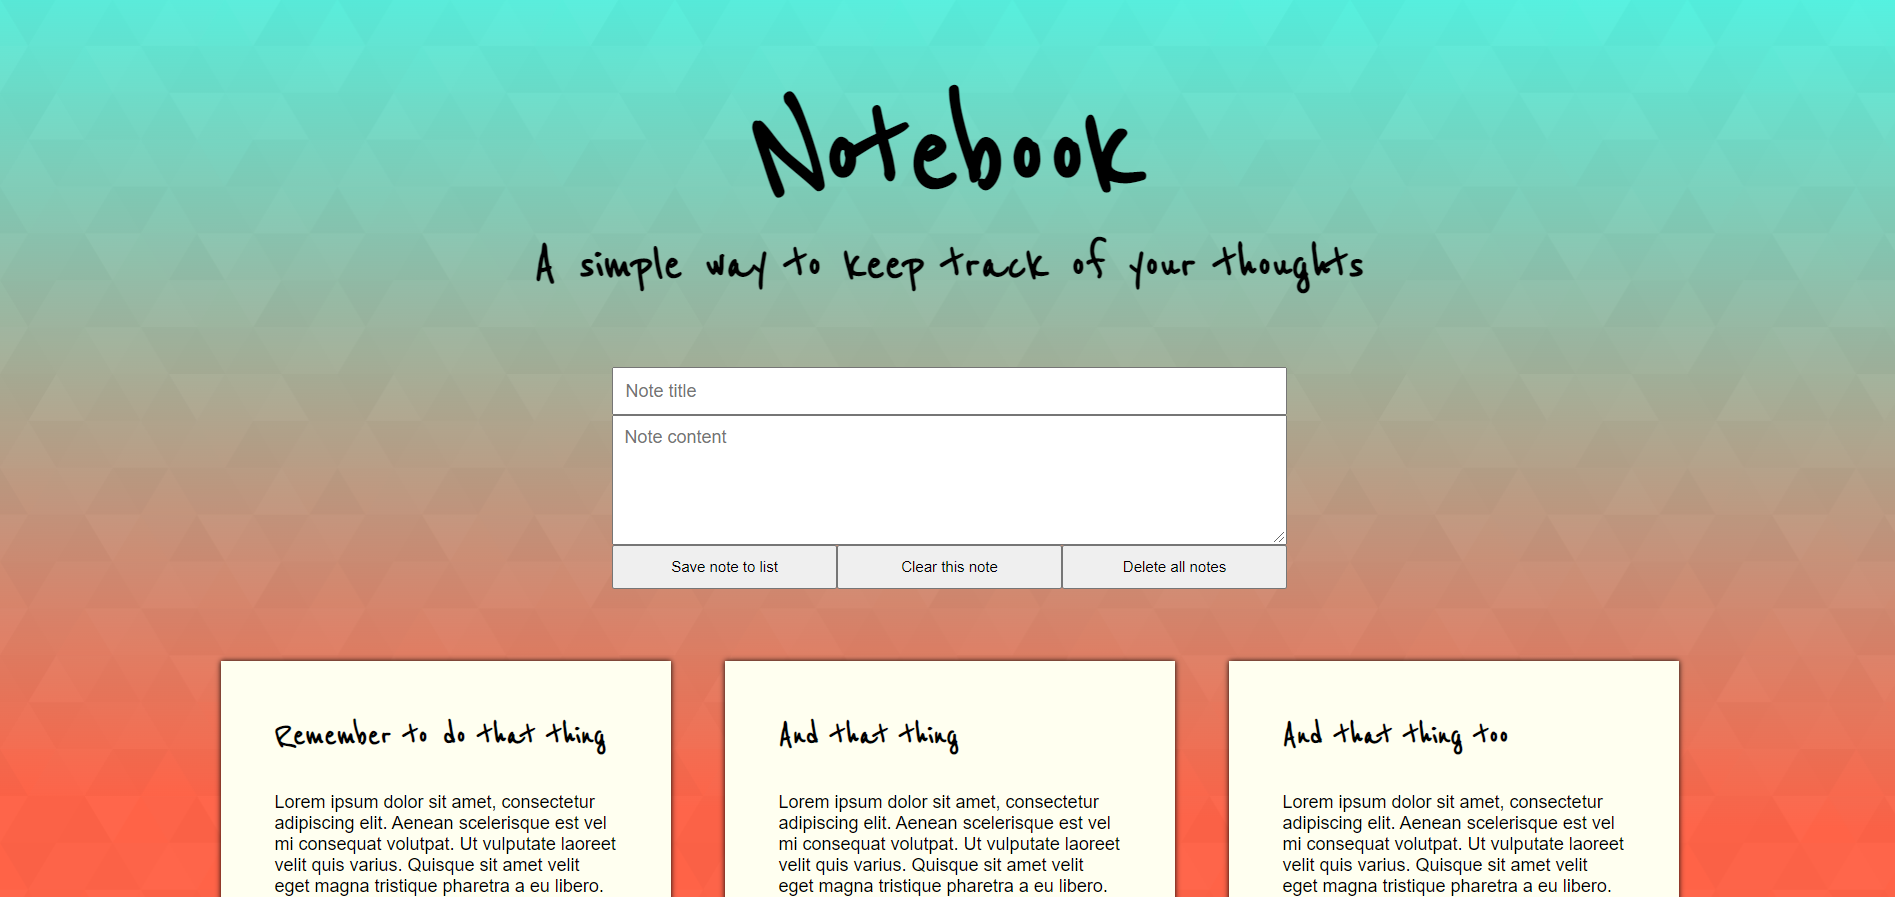 Notebook
A simple way to keep track of your thoughts
Note title
Note content
Save note to list
Clear this note
Delete all notes
Remember to do that thing
Lorem ipsum dolor sit amet, consectetur
adipiscing elit. Aenean scelerisque est vel
mi consequat volutpat. Ut vulputate laoreet
velit quis varius. Quisque sit amet velit
eget magna tristique pharetra a eu libero.
And that thing
Lorem ipsum dolor sit amet, consectetur
adipiscing elit. Aenean scelerisque est vel
mi consequat volutpat. Ut vulputate laoreet
velit quis varius. Quisque sit amet velit
eget magna tristique pharetra a eu libero.
And that thing too
Lorem ipsum dolor sit amet, consectetur
adipiscing elit. Aenean scelerisque est vel
mi consequat volutpat. Ut vulputate laoreet
velit quis varius. Quisque sit amet velit
eget magna tristique pharetra a eu libero.